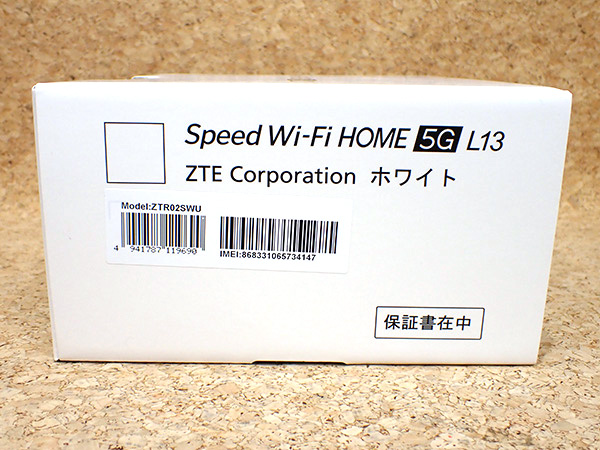 Speed Wi-Fi HOME 5G L13
ZTE Corporation ホワイト
Model:ZTR02SWU
4 941787 119690
IMEI:868331065734147
保証書在中